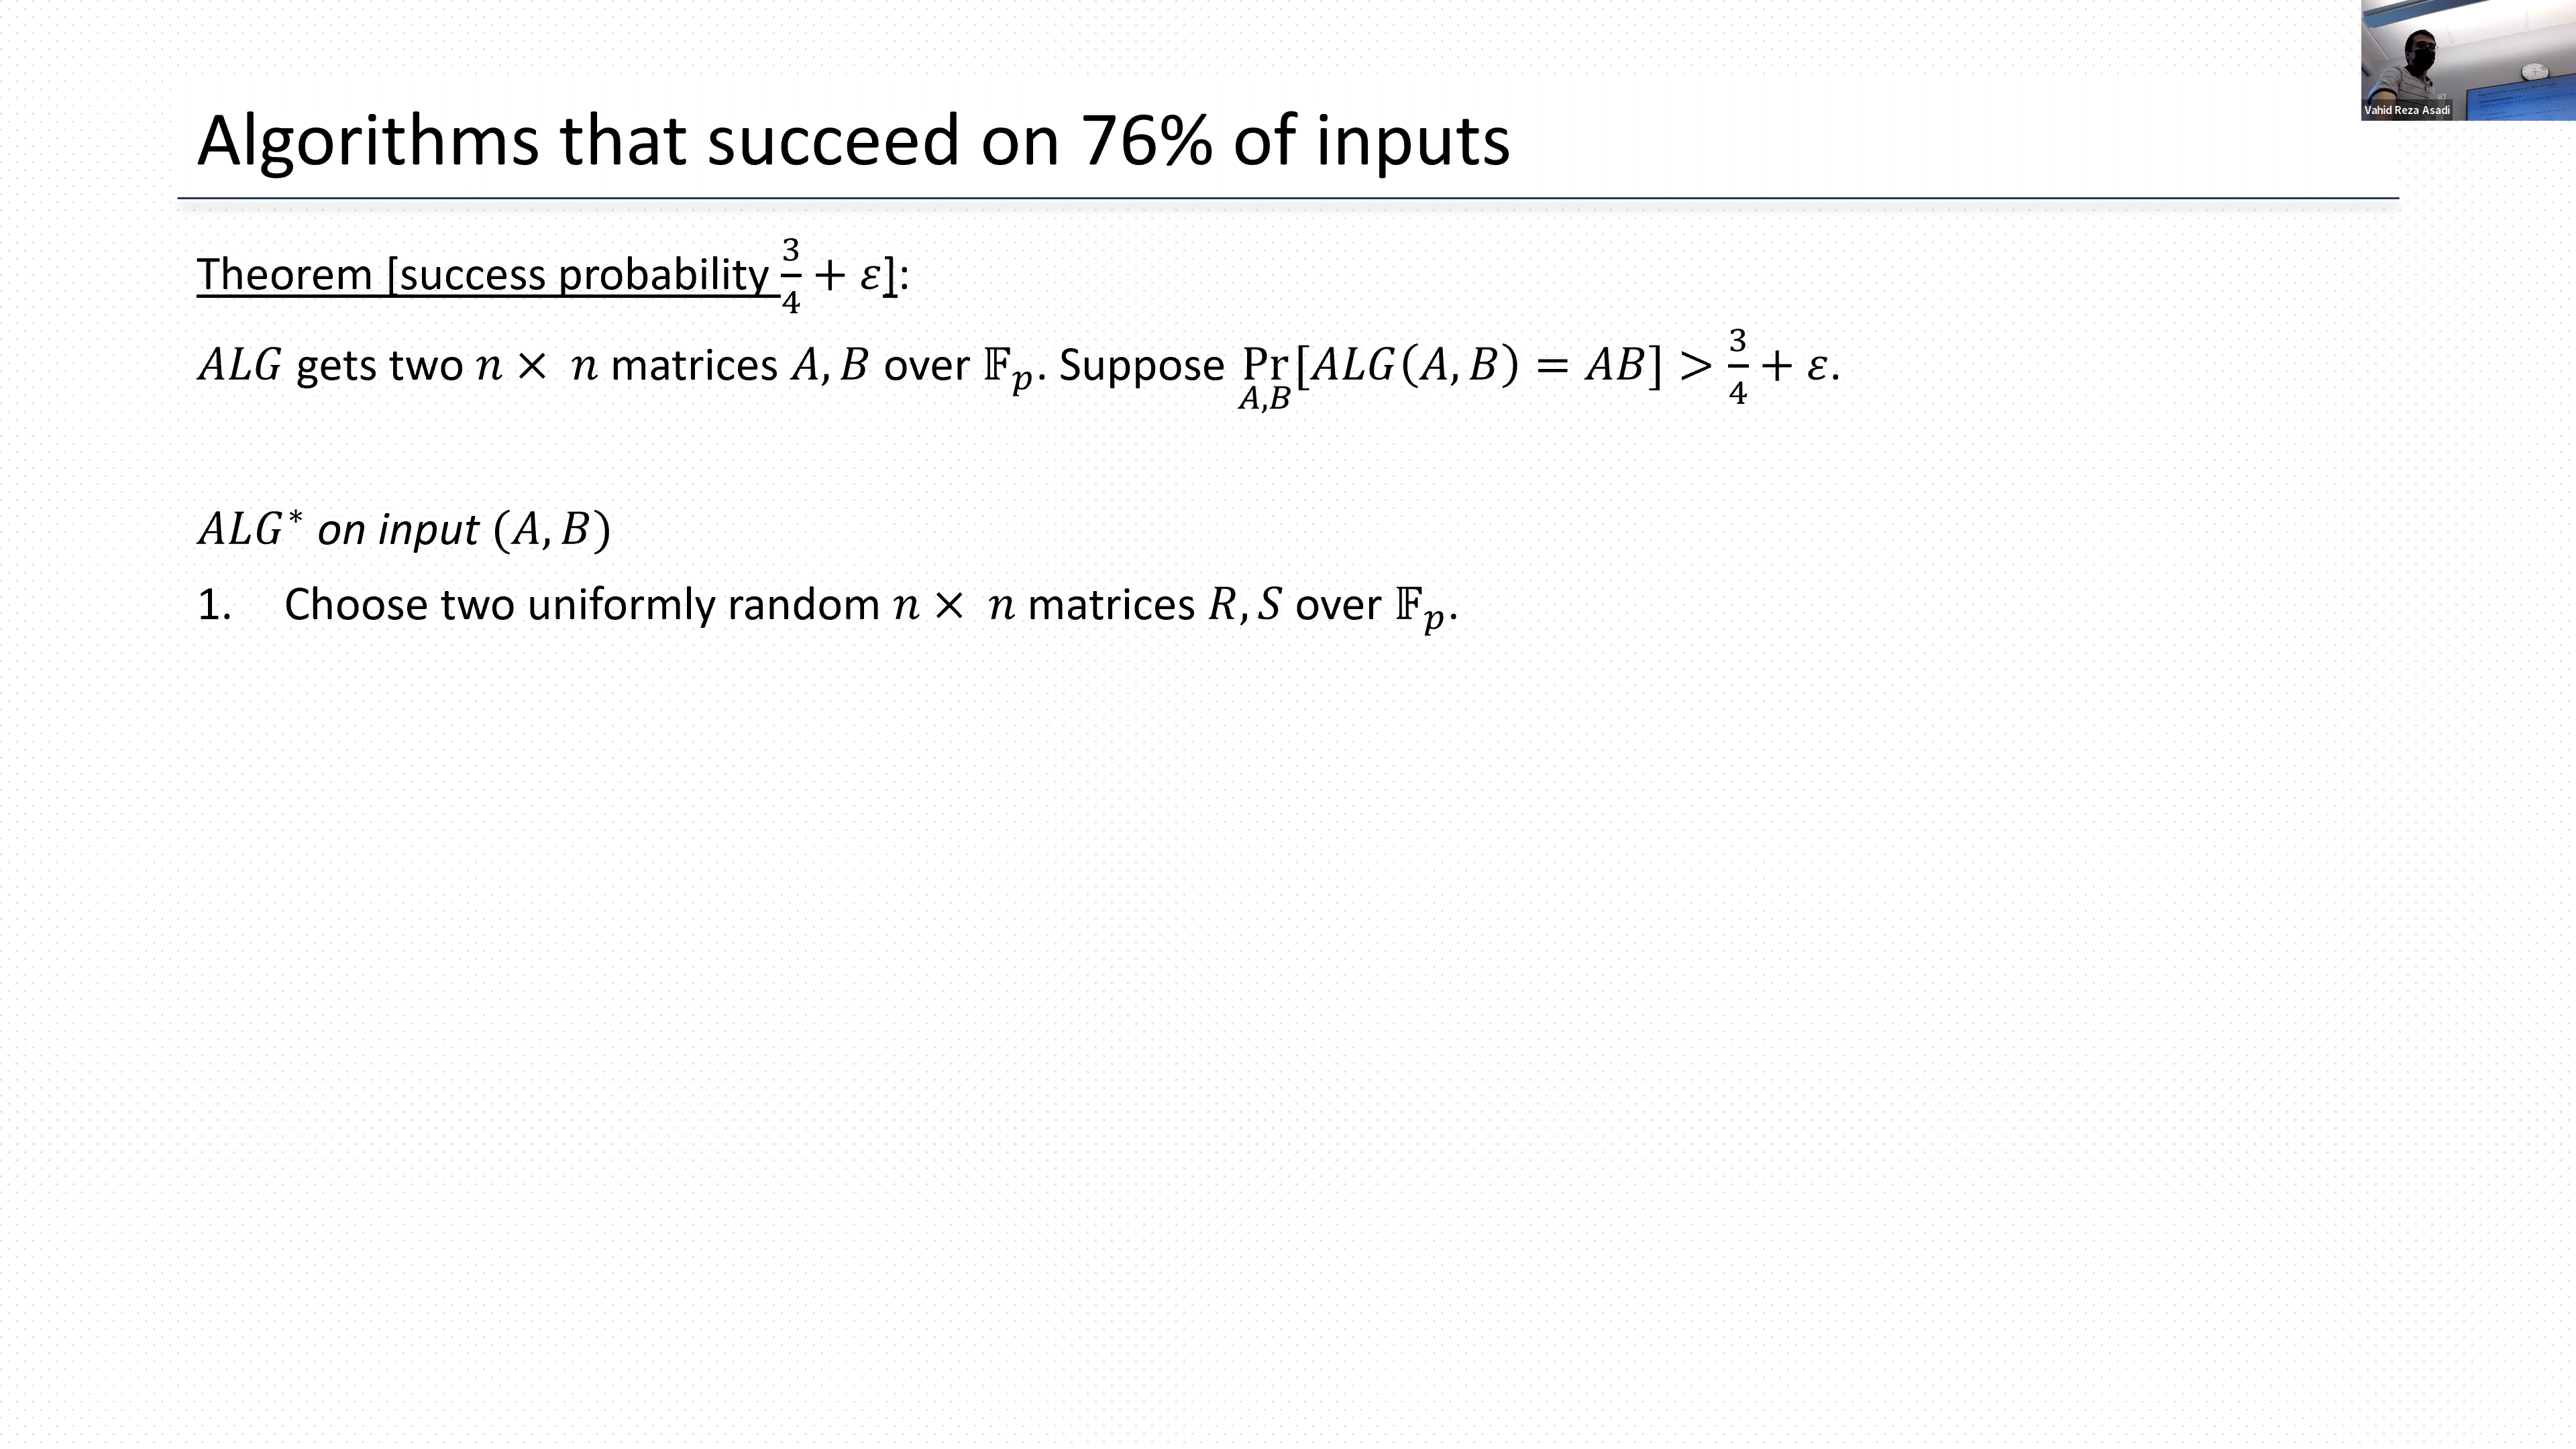 Algorithms that succeed on 76% of inputs
Vahid Reza Asadi
Theorem [success probability 3/4 + ε]:
ALG gets two n × n matrices A, B over 𝔽_p. Suppose Pr_{A,B}[ALG(A, B) = AB] > 3/4 + ε.
ALG* on input (A, B)
1. Choose two uniformly random n × n matrices R, S over 𝔽_p.